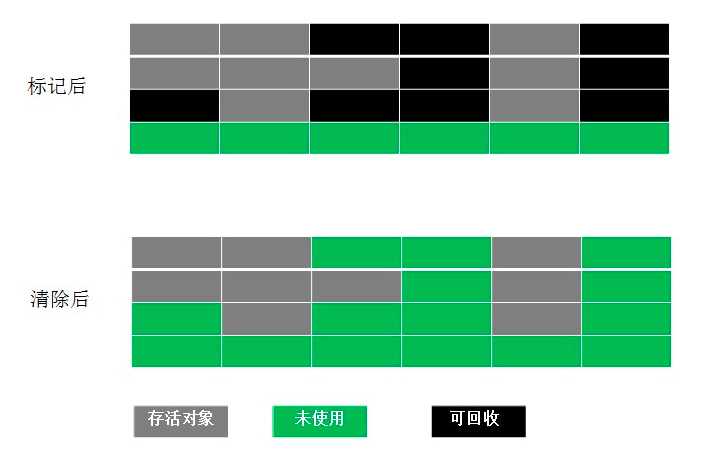 标记后
清除后
存活对象
未使用
可回收